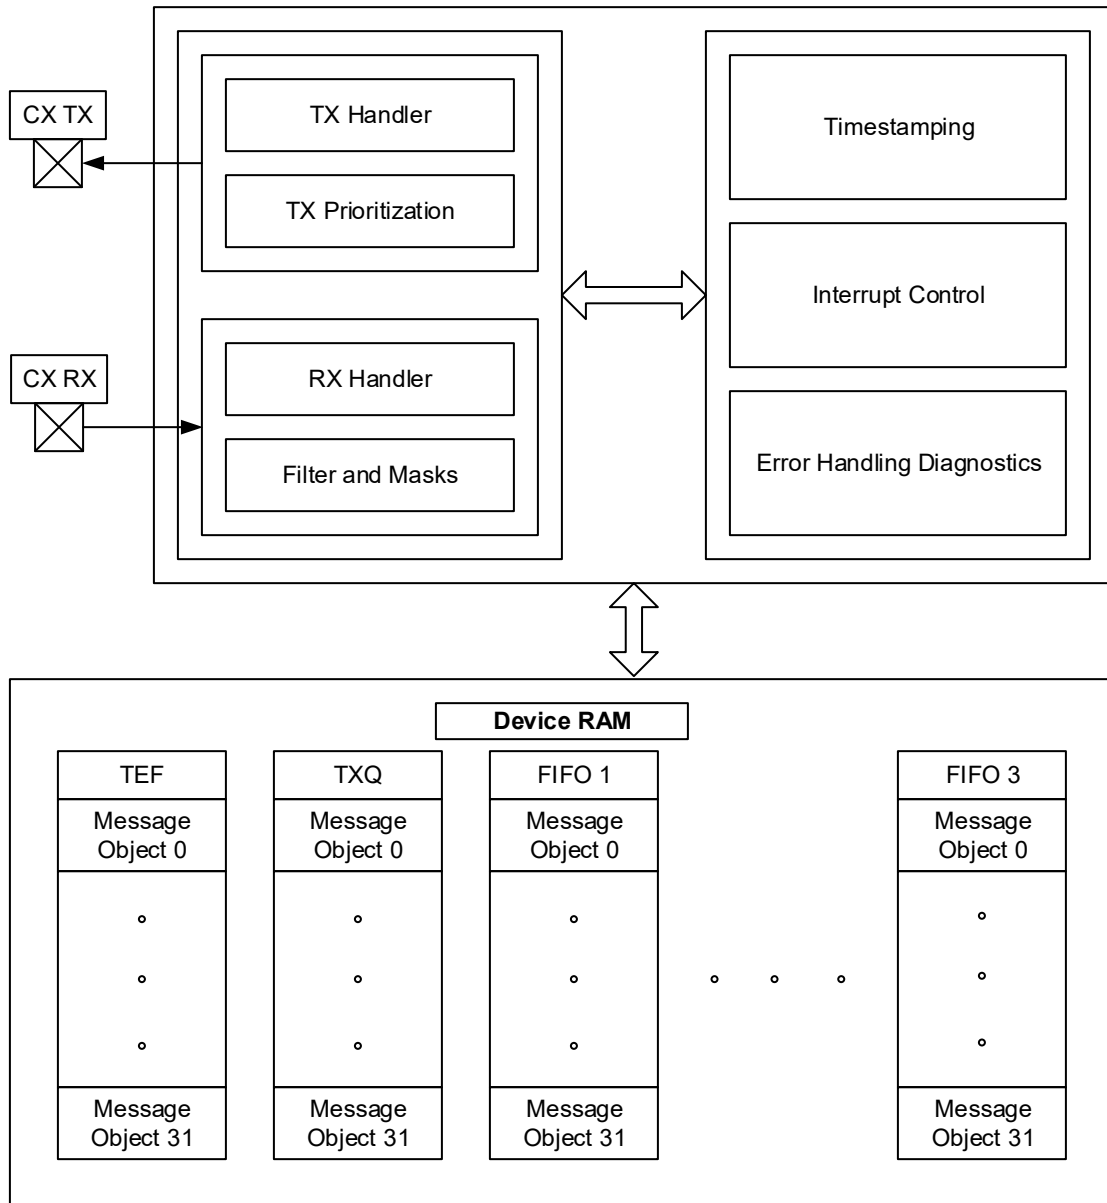 CX TX
TX Handler
TX Prioritization
Timestamping
Interrupt Control
CX RX
RX Handler
Filter and Masks
Error Handling Diagnostics
Device RAM
TEF
TXQ
FIFO 1
FIFO 3
Message
Object 0
Message
Object 0
Message
Object 0
Message
Object 0
Message
Object 31
Message
Object 31
Message
Object 31
Message
Object 31